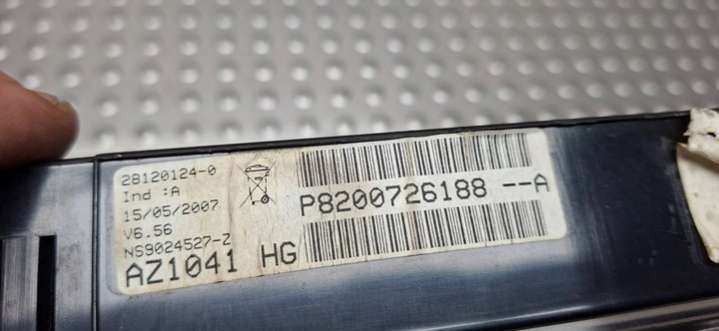 28120124-0
Ind :A
15/05/2007
V6.56
NS9024527-Z
AZ1041 HG
P8200726188 --A